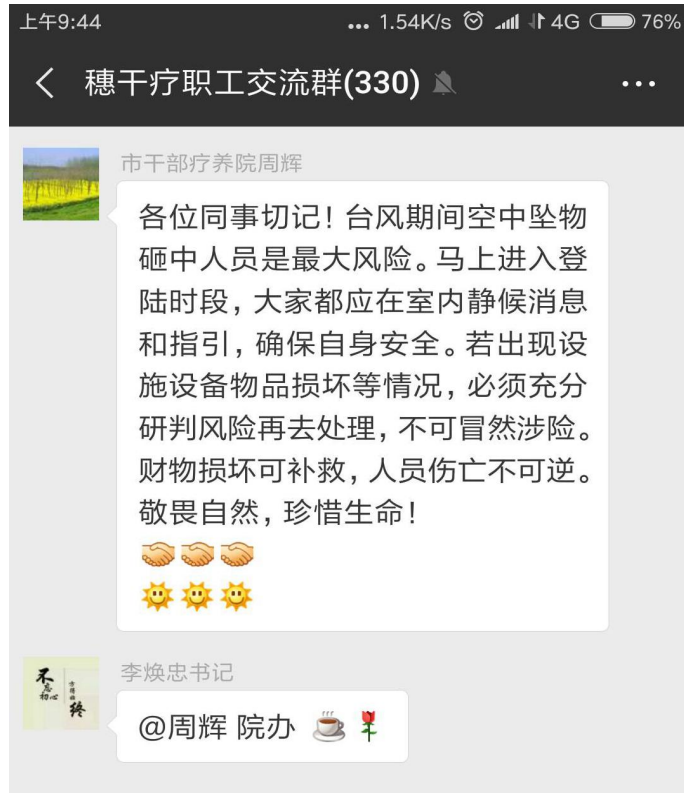 上午9:44 ... 1.54K/s 4G 76%
穗干疗职工交流群(330)
市干部疗养院周辉
各位同事切记！台风期间空中坠物
砸中人员是最大风险。马上进入登
陆时段，大家都应在室内静候消息
和指引，确保自身安全。若出现设
施设备物品损坏等情况，必须充分
研判风险再去处理，不可冒然涉险。
财物损坏可补救，人员伤亡不可逆。
敬畏自然，珍惜生命！
李焕忠书记
不忘初心
终
@周辉 院办